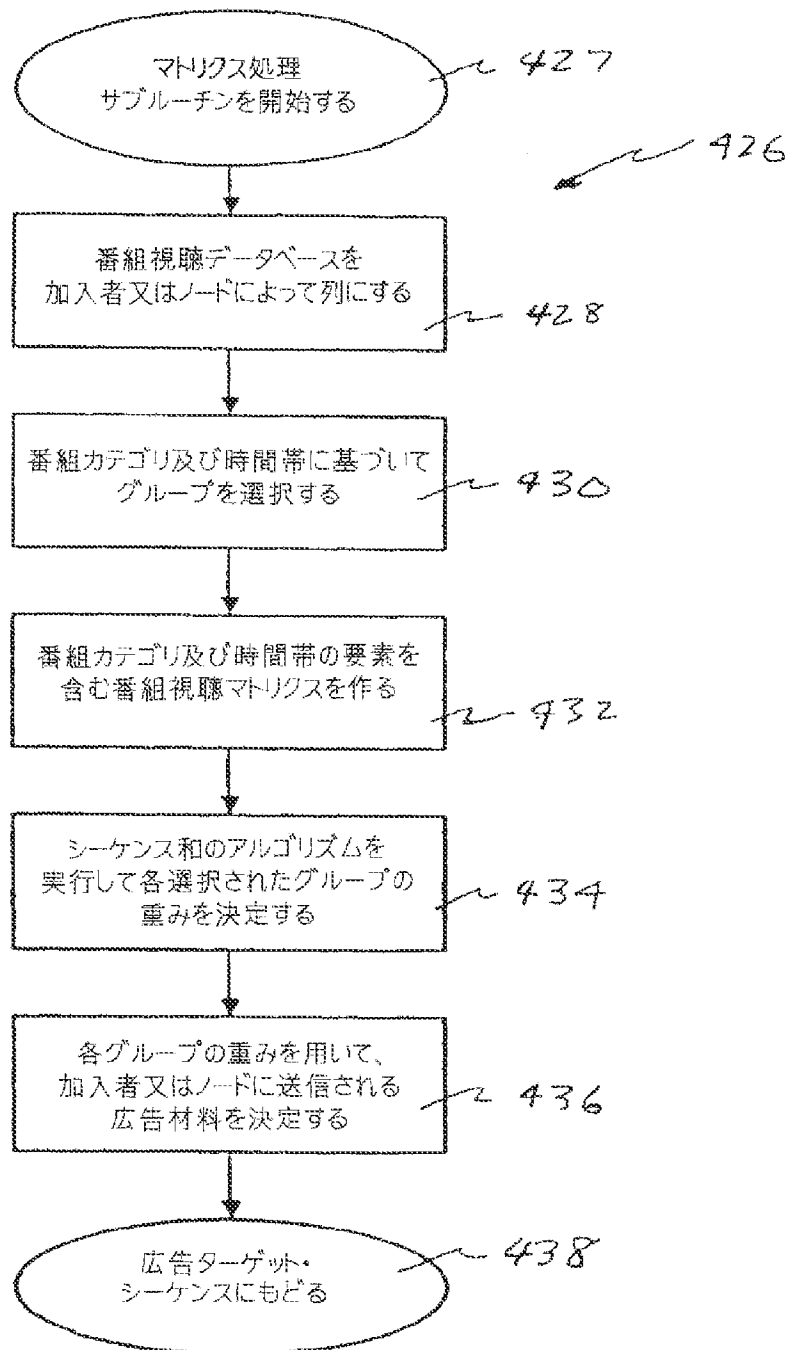 マトリクス処理
サブルーチンを開始する
427
426
番組視聴データベースを
加入者又はノードによって列にする
428
番組カテゴリ及び時間帯に基づいて
グループを選択する
430
番組カテゴリ及び時間帯の要素を
含む番組視聴マトリクスを作る
432
シーケンス和のアルゴリズムを
実行して各選択されたグループの
重みを決定する
434
各グループの重みを用いて、
加入者又はノードに送信される
広告材料を決定する
436
広告ターゲット・
シーケンスにもどる
438